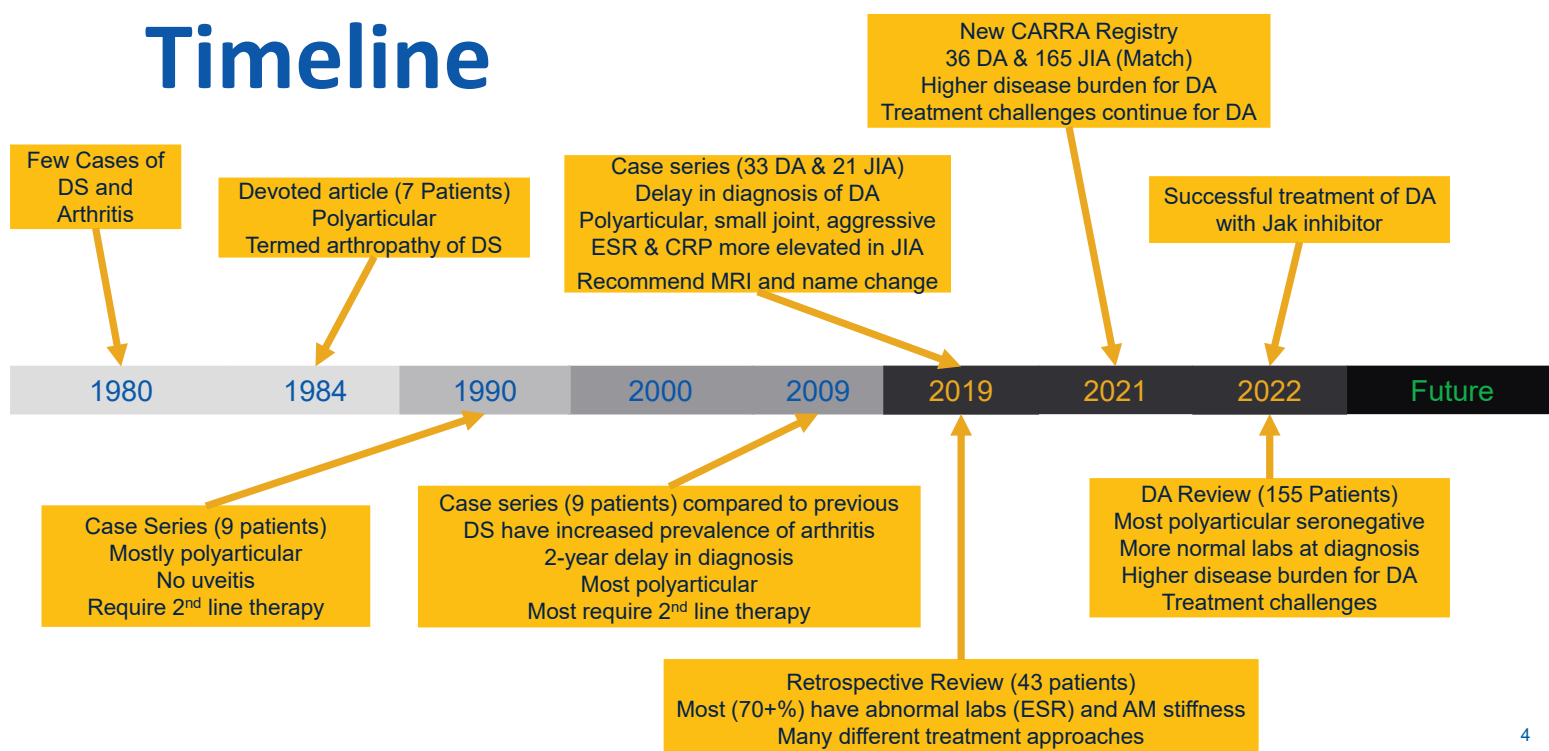 Timeline
New CARRA Registry
36 DA & 165 JIA (Match)
Higher disease burden for DA
Treatment challenges continue for DA
Few Cases of
DS and
Arthritis
Devoted article (7 Patients)
Polyarticular
Termed arthropathy of DS
Case series (33 DA & 21 JIA)
Delay in diagnosis of DA
Polyarticular, small joint, aggressive
ESR & CRP more elevated in JIA
Recommend MRI and name change
Successful treatment of DA
with Jak inhibitor
1980 1984 1990 2000 2009 2019 2021 2022 Future
Case Series (9 patients)
Mostly polyarticular
No uveitis
Require 2nd line therapy
Case series (9 patients) compared to previous
DS have increased prevalence of arthritis
2-year delay in diagnosis
Most polyarticular
Most require 2nd line therapy
DA Review (155 Patients)
Most polyarticular seronegative
More normal labs at diagnosis
Higher disease burden for DA
Treatment challenges
Retrospective Review (43 patients)
Most (70+%) have abnormal labs (ESR) and AM stiffness
Many different treatment approaches
4